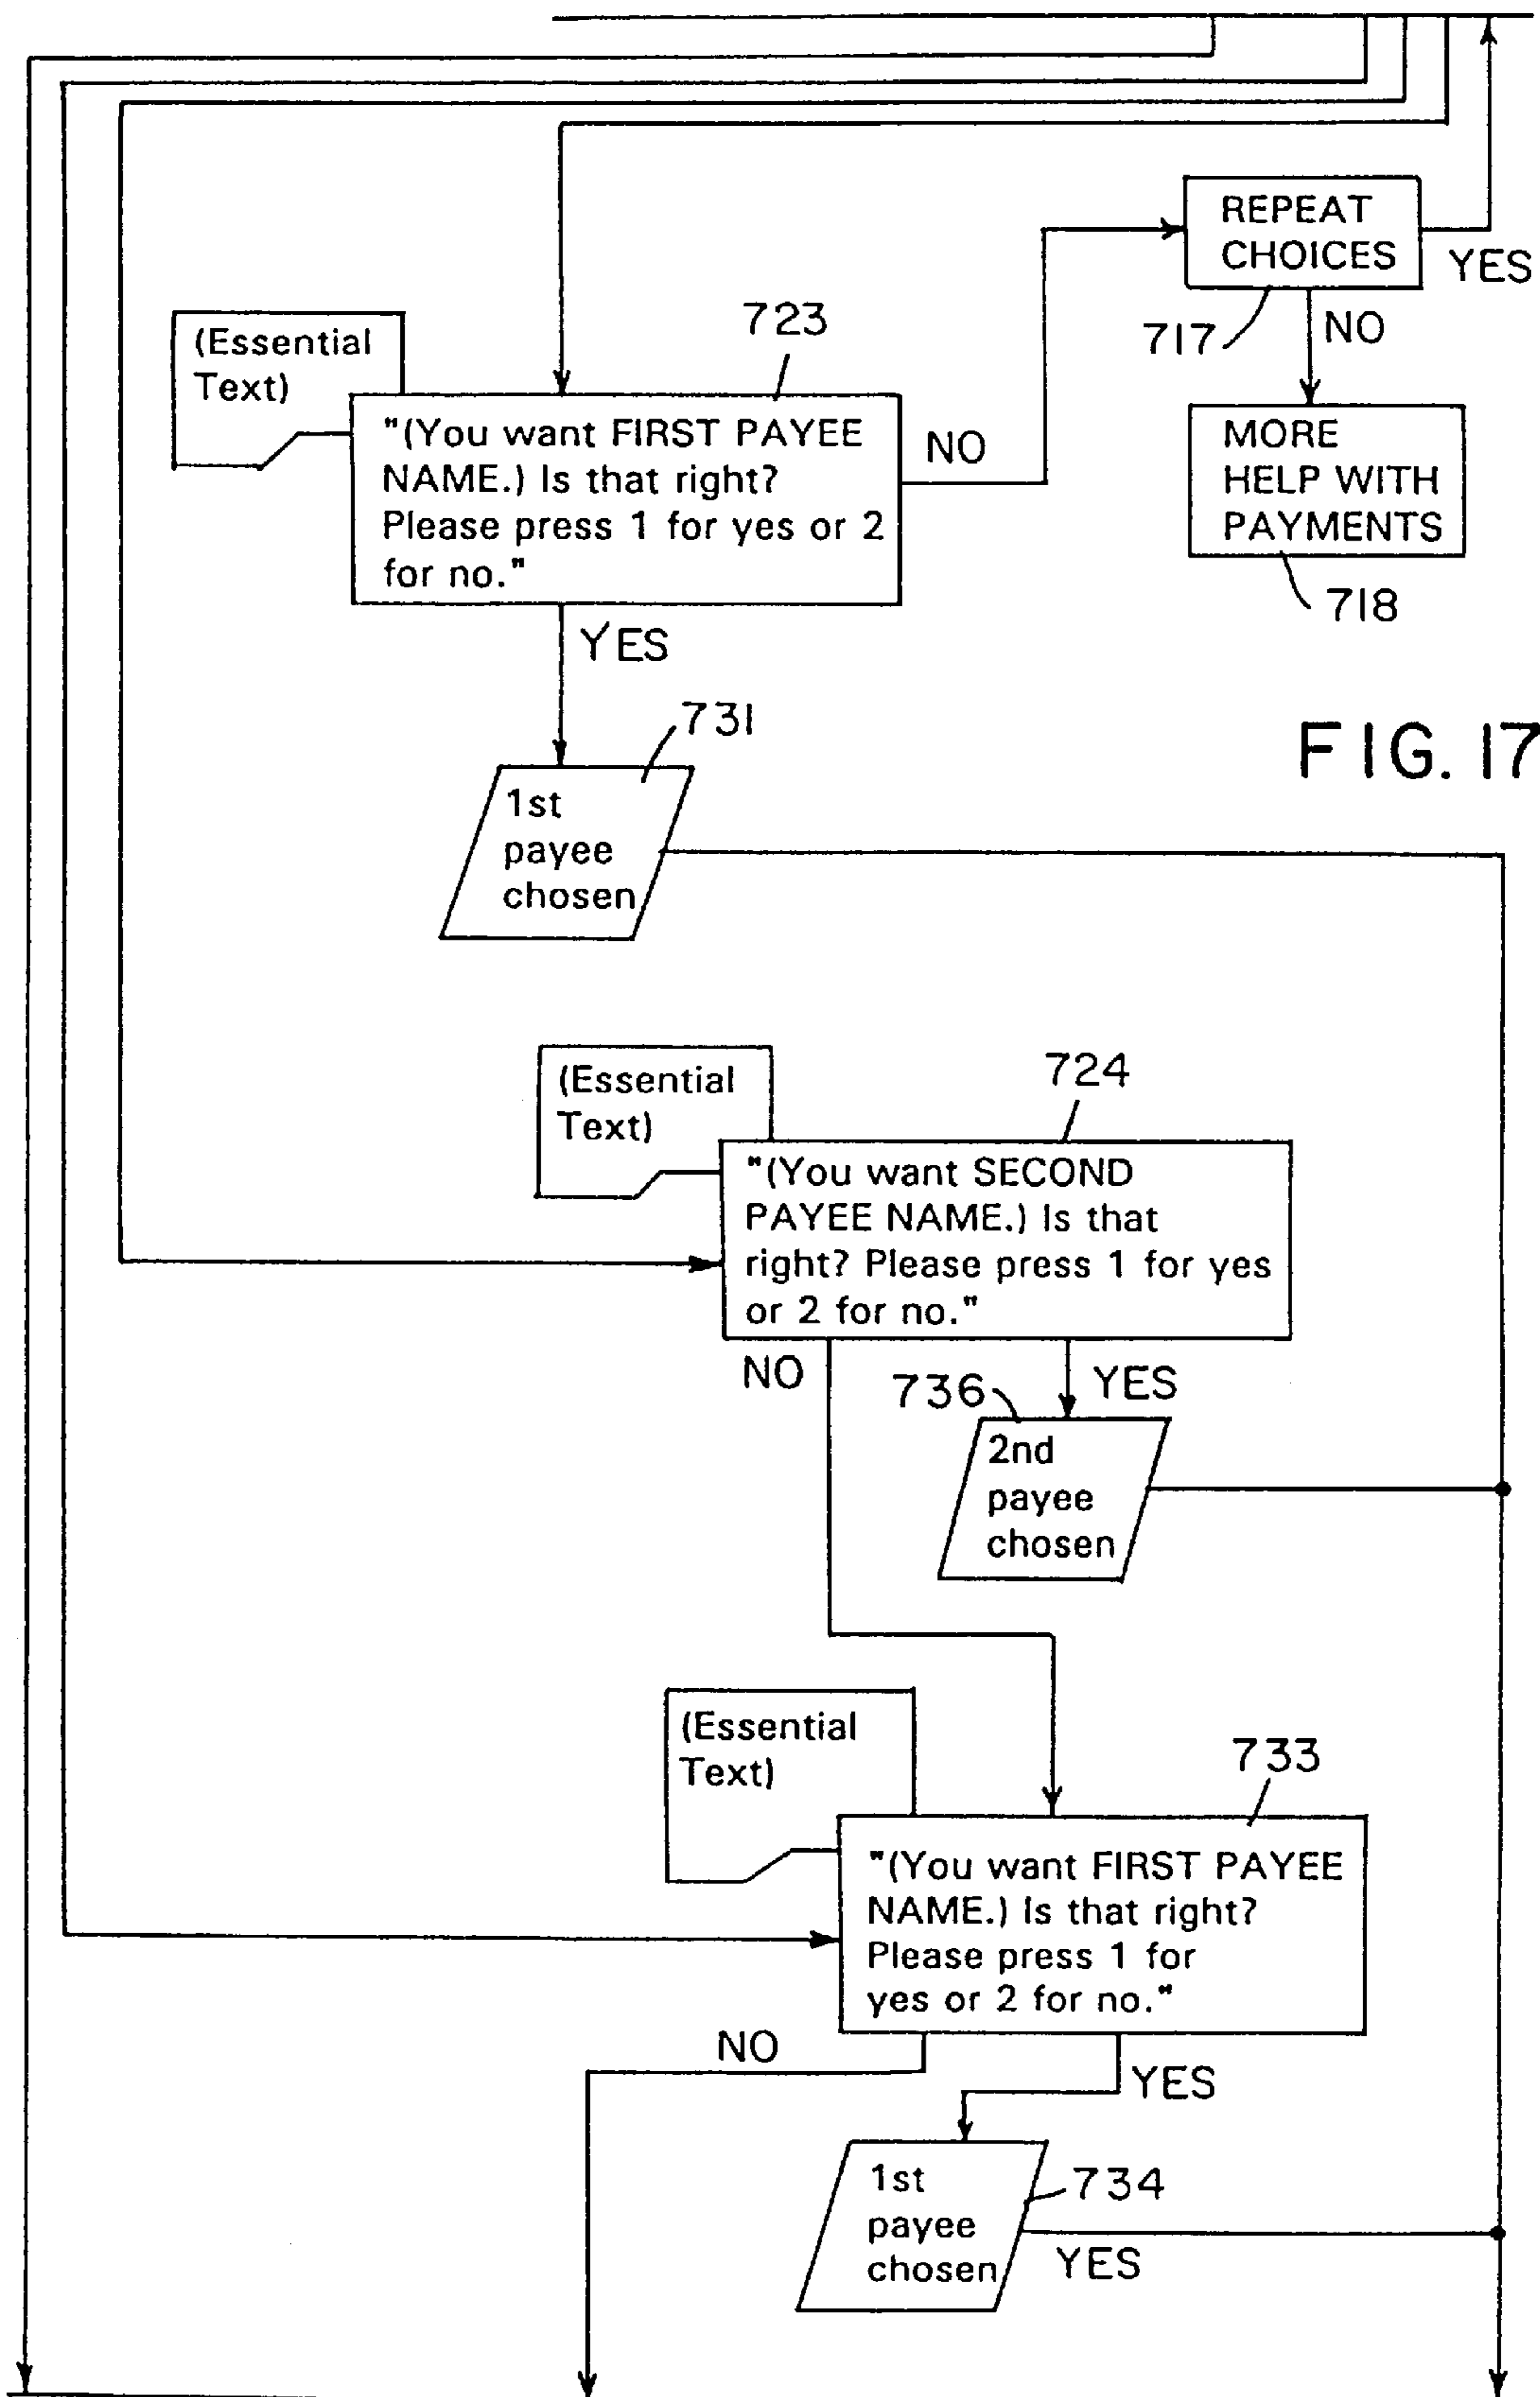 REPEAT
CHOICES
YES
717
NO
MORE
HELP WITH
PAYMENTS
718
(Essential
Text)
723
"(You want FIRST PAYEE
NAME.) Is that right?
Please press 1 for yes or 2
for no."
NO
YES
731
1st
payee
chosen
FIG. 17
(Essential
Text)
724
"(You want SECOND
PAYEE NAME.) Is that
right? Please press 1 for yes
or 2 for no."
NO
736
YES
2nd
payee
chosen
(Essential
Text)
733
"(You want FIRST PAYEE
NAME.) Is that right?
Please press 1 for
yes or 2 for no."
NO
YES
1st
payee
chosen
734
YES